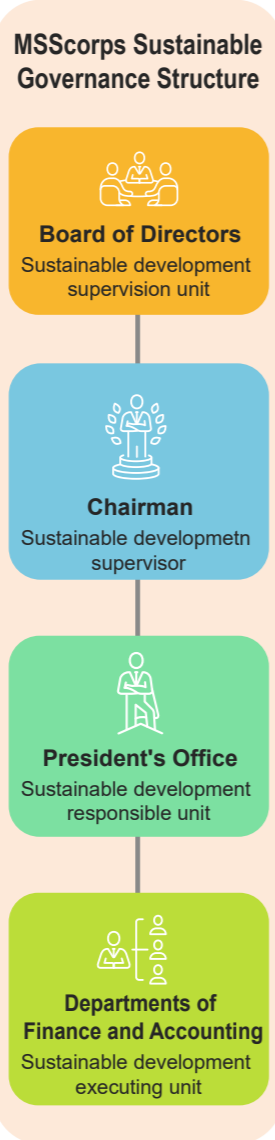 MSScorps Sustainable
Governance Structure
Board of Directors
Sustainable development
supervision unit
Chairman
Sustainable developmetn
supervisor
President's Office
Sustainable development
responsible unit
Departments of
Finance and Accounting
Sustainable development
executing unit